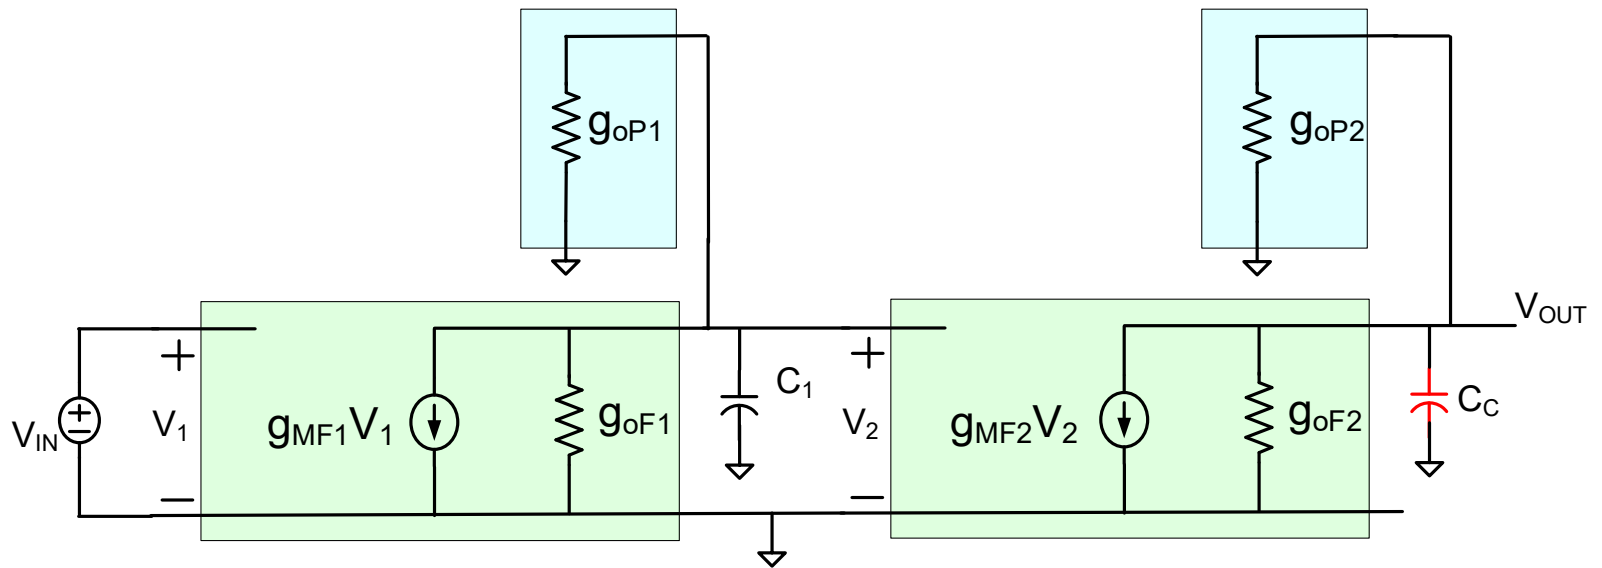 goP1
goP2
VOUT
+
+
C1
CC
VIN
+
−
V1
gMF1V1
goF1
V2
gMF2V2
goF2
−
−